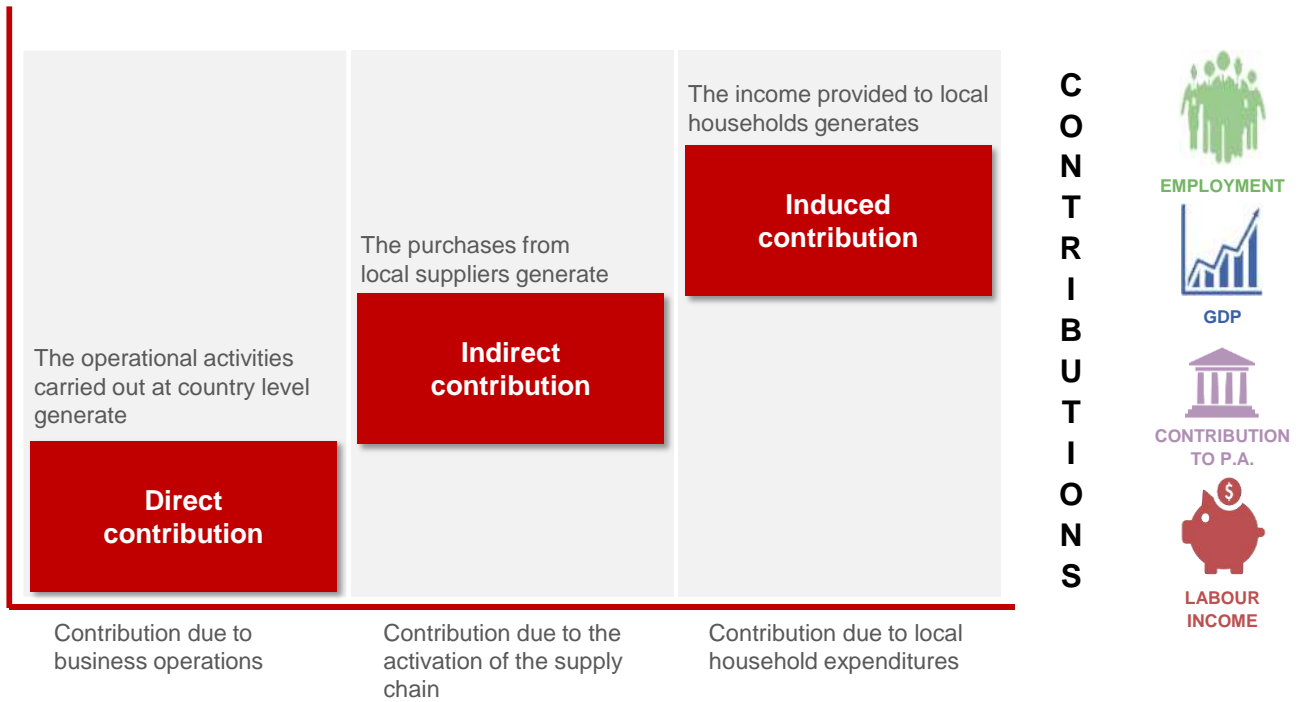 The operational activities
carried out at country level
generate
Direct
contribution
Contribution due to
business operations
The purchases from
local suppliers generate
Indirect
contribution
Contribution due to the
activation of the supply
chain
The income provided to local
households generates
Induced
contribution
Contribution due to local
household expenditures
C
O
N
T
R
I
B
U
T
I
O
N
S
EMPLOYMENT
GDP
CONTRIBUTION
TO P.A.
$
LABOUR
INCOME